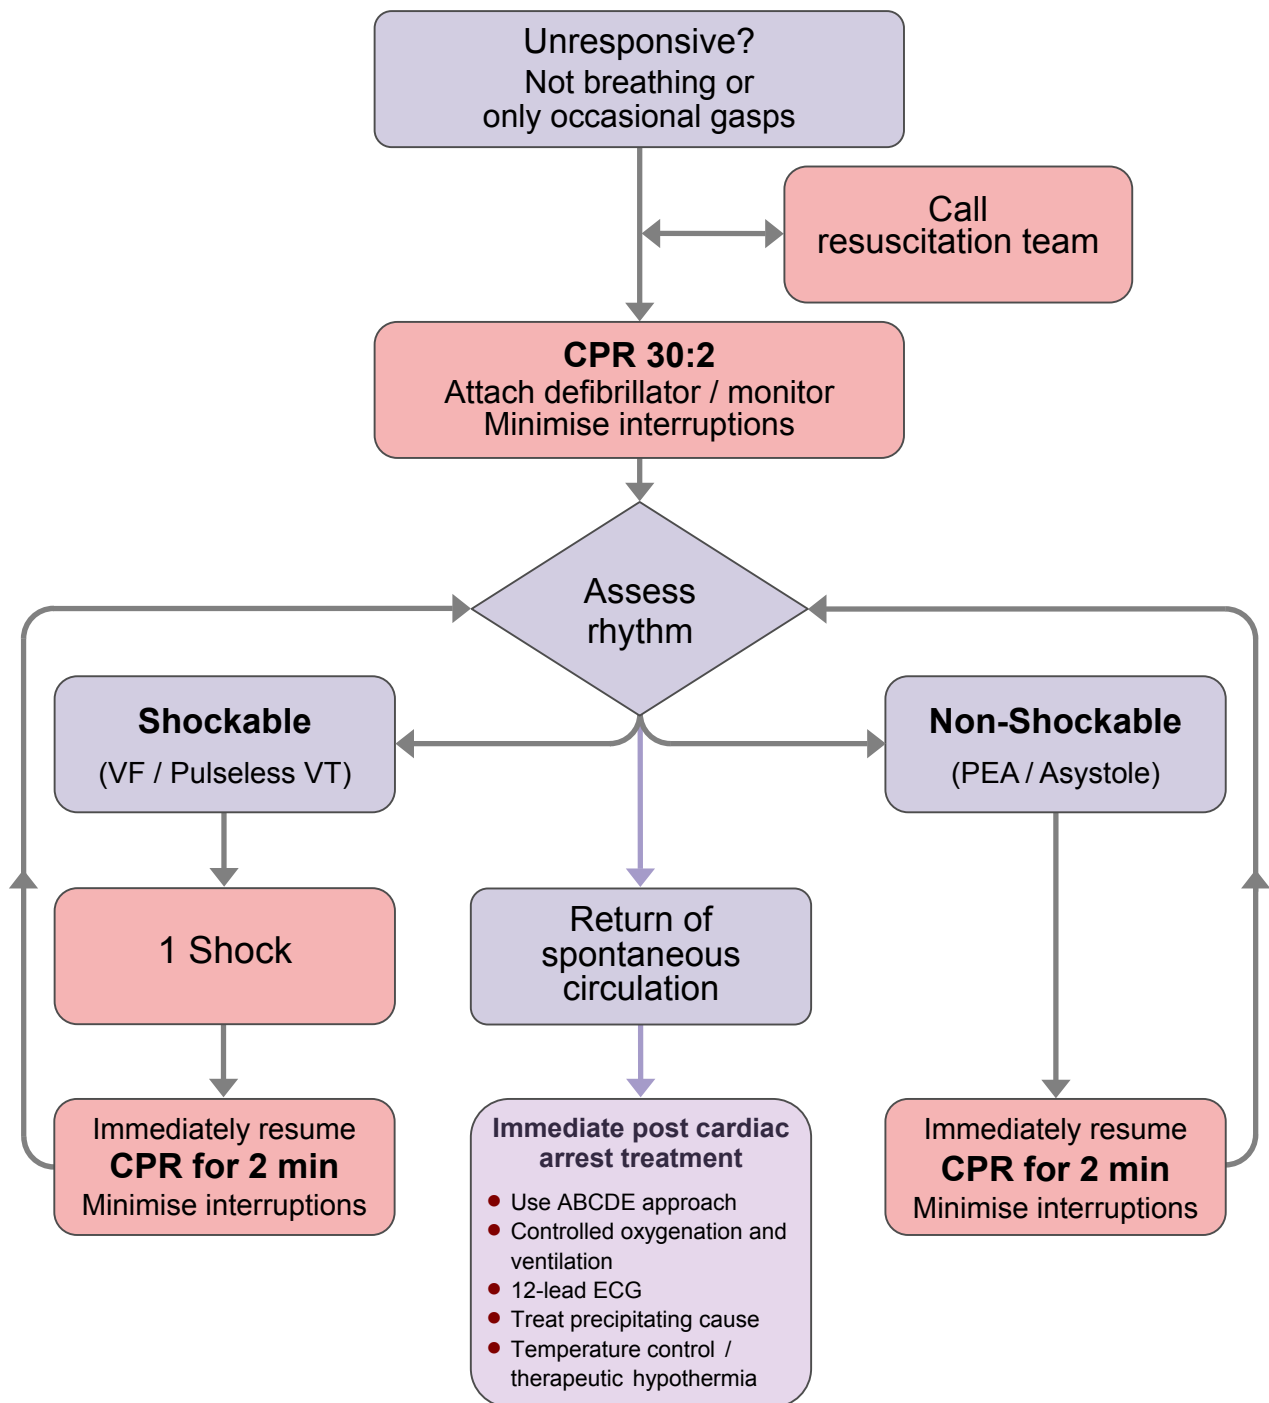 Unresponsive?
Not breathing or
only occasional gasps
Call
resuscitation team
CPR 30:2
Attach defibrillator / monitor
Minimise interruptions
Assess
rhythm
Shockable
(VF / Pulseless VT)
Non-Shockable
(PEA / Asystole)
1 Shock
Return of
spontaneous
circulation
Immediately resume
CPR for 2 min
Minimise interruptions
Immediate post cardiac
arrest treatment
● Use ABCDE approach
● Controlled oxygenation and
ventilation
● 12-lead ECG
● Treat precipitating cause
● Temperature control /
therapeutic hypothermia
Immediately resume
CPR for 2 min
Minimise interruptions